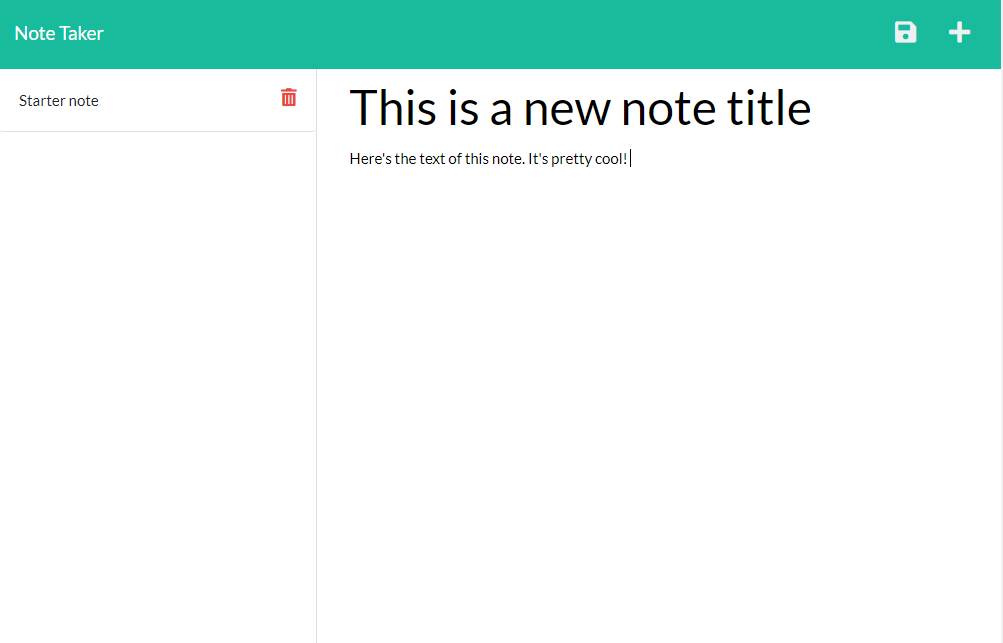 Note Taker
Starter note
This is a new note title
Here's the text of this note. It's pretty cool!